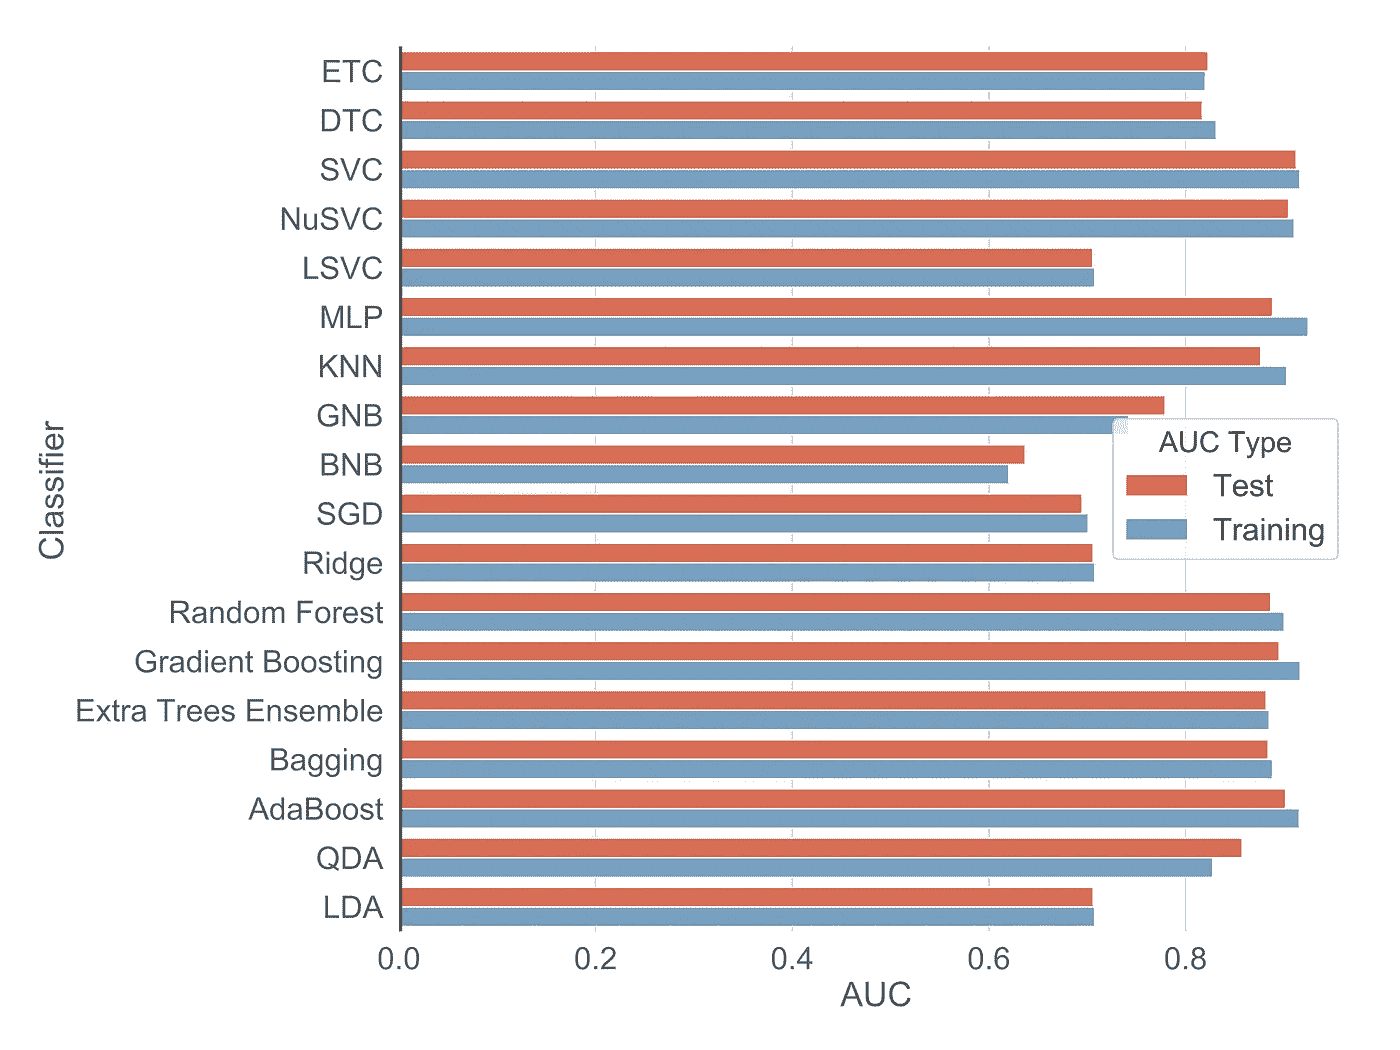 ETC
DTC
SVC
NuSVC
LSVC
MLP
KNN
GNB
BNB
SGD
Ridge
Random Forest
Gradient Boosting
Extra Trees Ensemble
Bagging
AdaBoost
QDA
LDA
Classifier
AUC Type
Test
Training
0.0 0.2 0.4 0.6 0.8
AUC